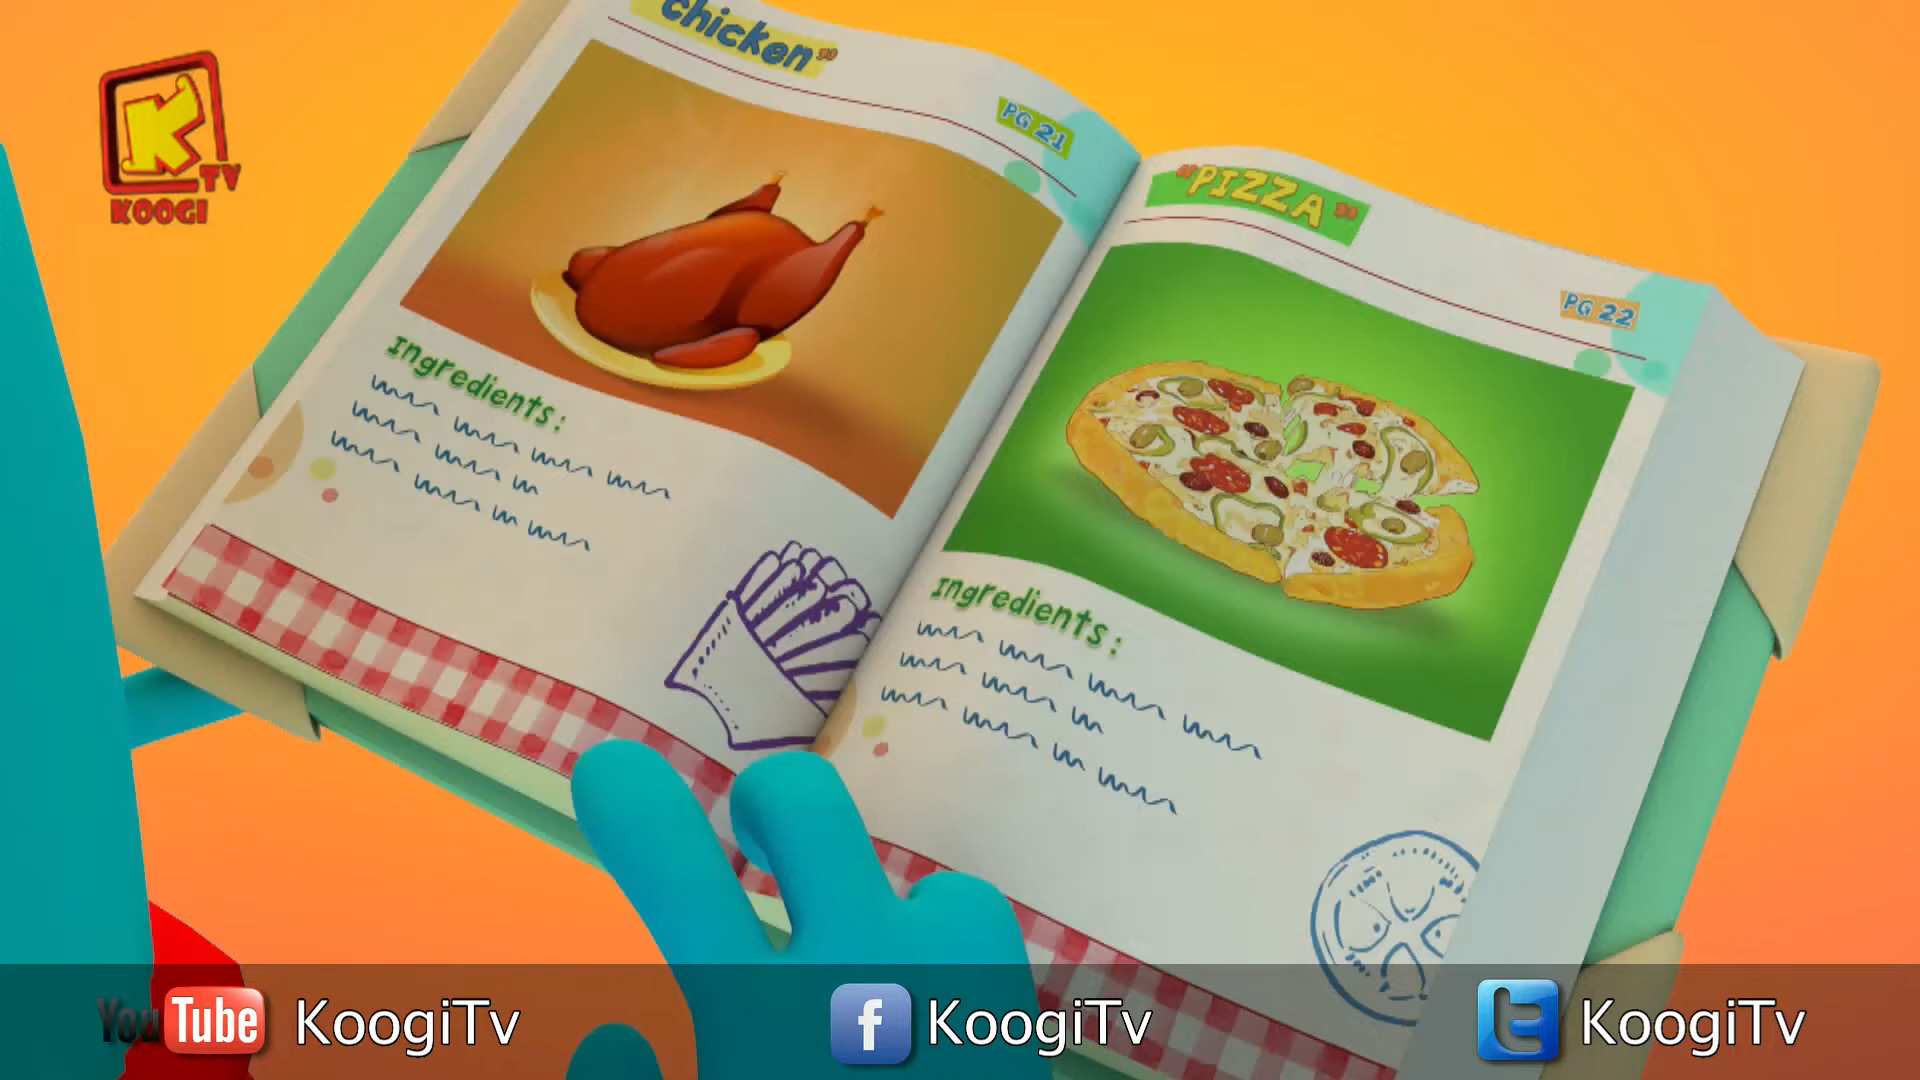 K
TV
KOOGI
chicken"
PG 21
Ingredients:
"PIZZA"
PG 22
Ingredients:
YouTube KoogiTv
f KoogiTv
t KoogiTv